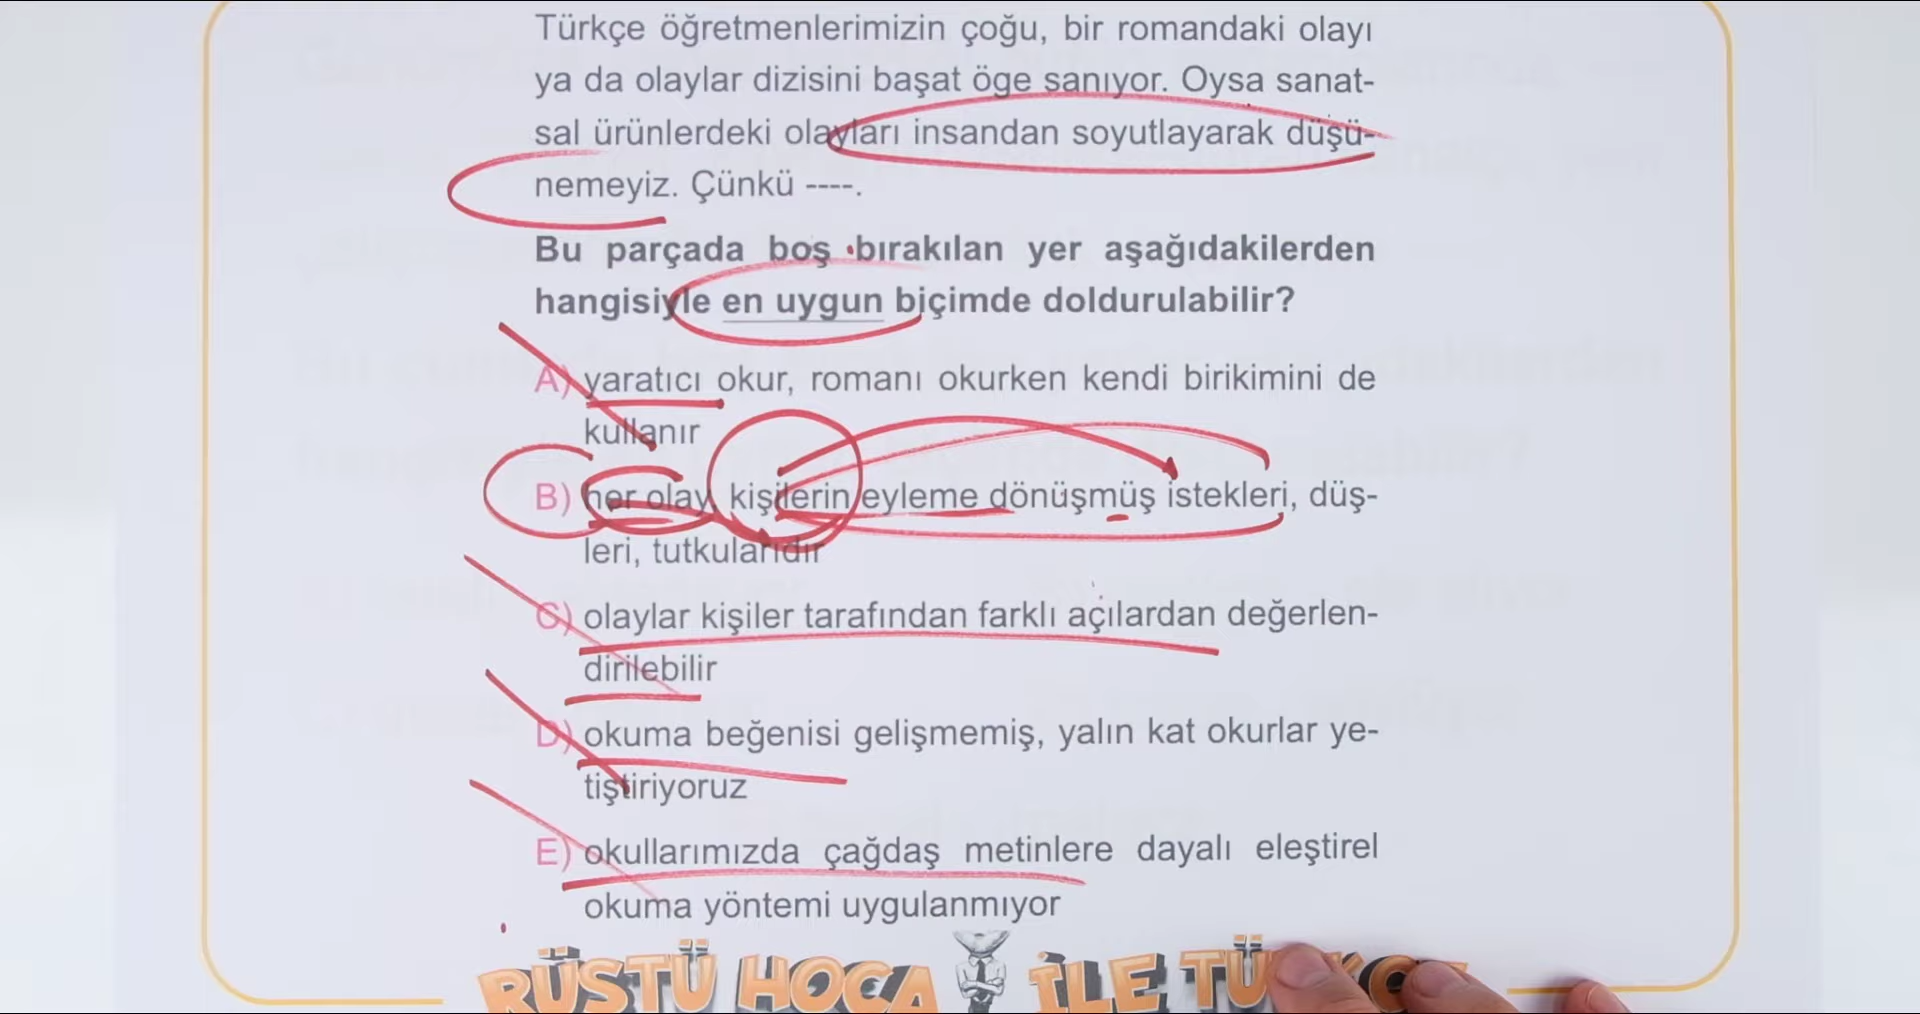 Türkçe öğretmenlerimizin çoğu, bir romandaki olayı
ya da olaylar dizisini başat öge sanıyor. Oysa sanat-
sal ürünlerdeki olayları insandan soyutlayarak düşü-
nemeyiz. Çünkü ----.
Bu parçada boş bırakılan yer aşağıdakilerden
hangisiyle en uygun biçimde doldurulabilir?
A) yaratıcı okur, romanı okurken kendi birikimini de
kullanır
B) her olay, kişilerin eyleme dönüşmüş istekleri, düş-
leri, tutkularıdır
C) olaylar kişiler tarafından farklı açılardan değerlen-
dirilebilir
D) okuma beğenisi gelişmemiş, yalın kat okurlar ye-
tiştiriyoruz
E) okullarımızda çağdaş metinlere dayalı eleştirel
okuma yöntemi uygulanmıyor
RÜSTÜ HOCA İLE